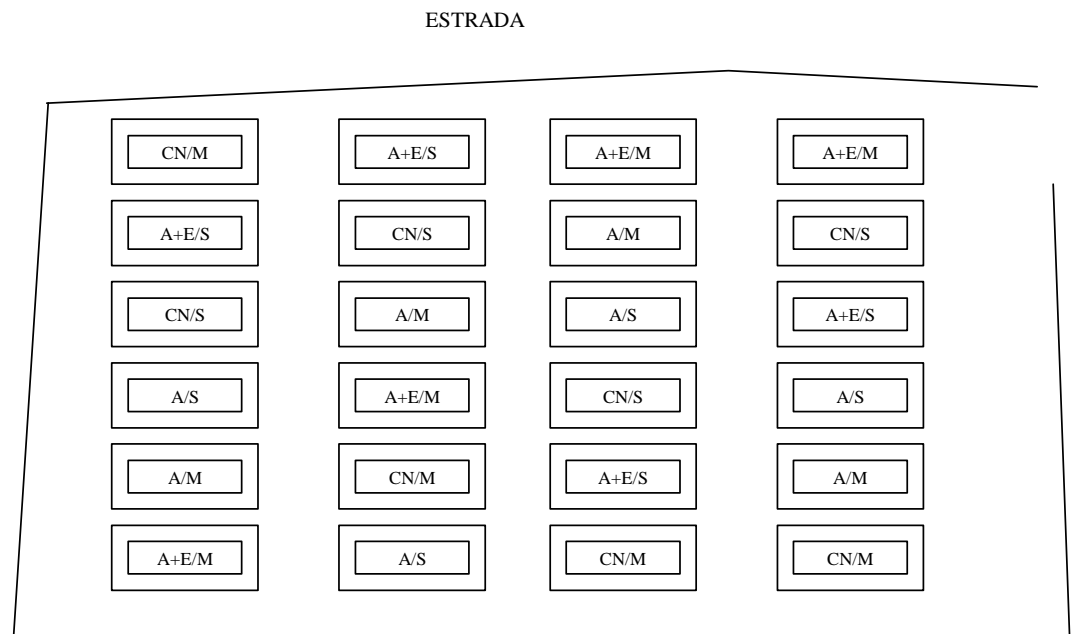 ESTRADA
CN/M A+E/S A+E/M A+E/M
A+E/S CN/S A/M CN/S
CN/S A/M A/S A+E/S
A/S A+E/M CN/S A/S
A/M CN/M A+E/S A/M
A+E/M A/S CN/M CN/M